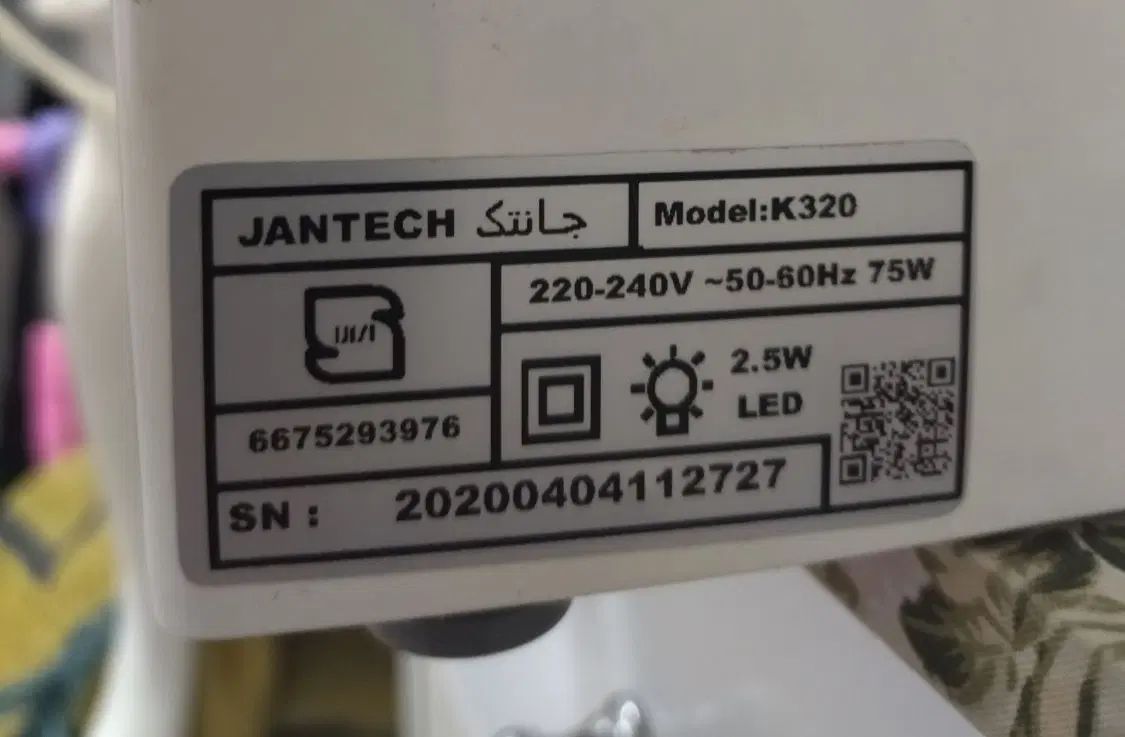 JANTECH جانتک
Model:K320
220-240V ~50-60Hz 75W
2.5W
LED
6675293976
SN : 20200404112727